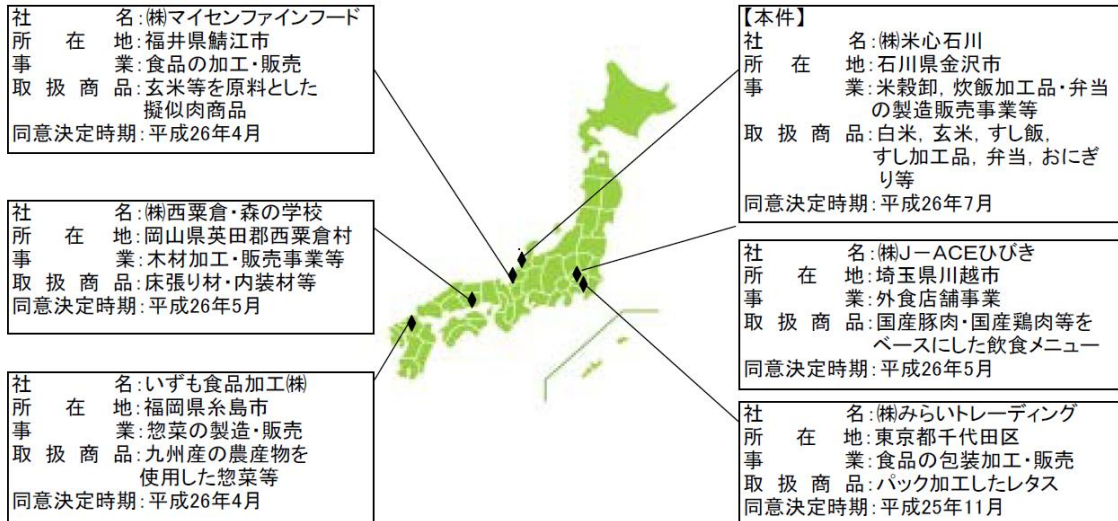 社名:㈱マイセンファインフード
所在地:福井県鯖江市
事業:食品の加工・販売
取扱商品:玄米等を原料とした
擬似肉商品
同意決定時期:平成26年4月
社名:㈱西粟倉・森の学校
所在地:岡山県英田郡西粟倉村
事業:木材加工・販売事業等
取扱商品:床張り材・内装材等
同意決定時期:平成26年5月
社名:いずも食品加工㈱
所在地:福岡県糸島市
事業:惣菜の製造・販売
取扱商品:九州産の農産物を
使用した惣菜等
同意決定時期:平成26年4月
【本件】
社名:㈱米心石川
所在地:石川県金沢市
事業:米穀卸,炊飯加工品・弁当
の製造販売事業等
取扱商品:白米,玄米,すし飯,
すし加工品,弁当,おにぎ
り等
同意決定時期:平成26年7月
社名:㈱J-ACEひびき
所在地:埼玉県川越市
事業:外食店舗事業
取扱商品:国産豚肉・国産鶏肉等を
ベースにした飲食メニュー
同意決定時期:平成26年5月
社名:㈱みらいトレーディング
所在地:東京都千代田区
事業:食品の包装加工・販売
取扱商品:パック加工したレタス
同意決定時期:平成25年11月